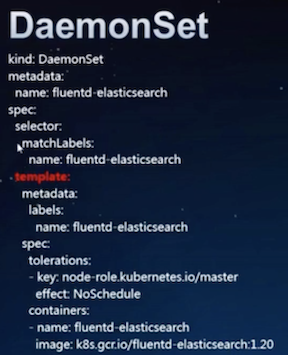 DaemonSet
kind: DaemonSet
metadata:
name: fluentd-elasticsearch
spec:
selector:
matchLabels:
name: fluentd-elasticsearch
template:
metadata:
labels:
name: fluentd-elasticsearch
spec:
tolerations:
- key: node-role.kubernetes.io/master
effect: NoSchedule
containers:
- name: fluentd-elasticsearch
image: k8s.gcr.io/fluentd-elasticsearch:1.20